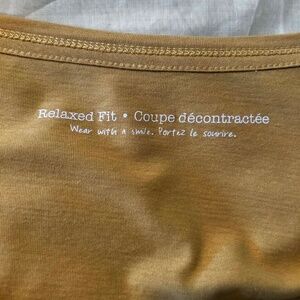 Relaxed Fit • Coupe décontractée
Wear with a smile. Portez le sourire.